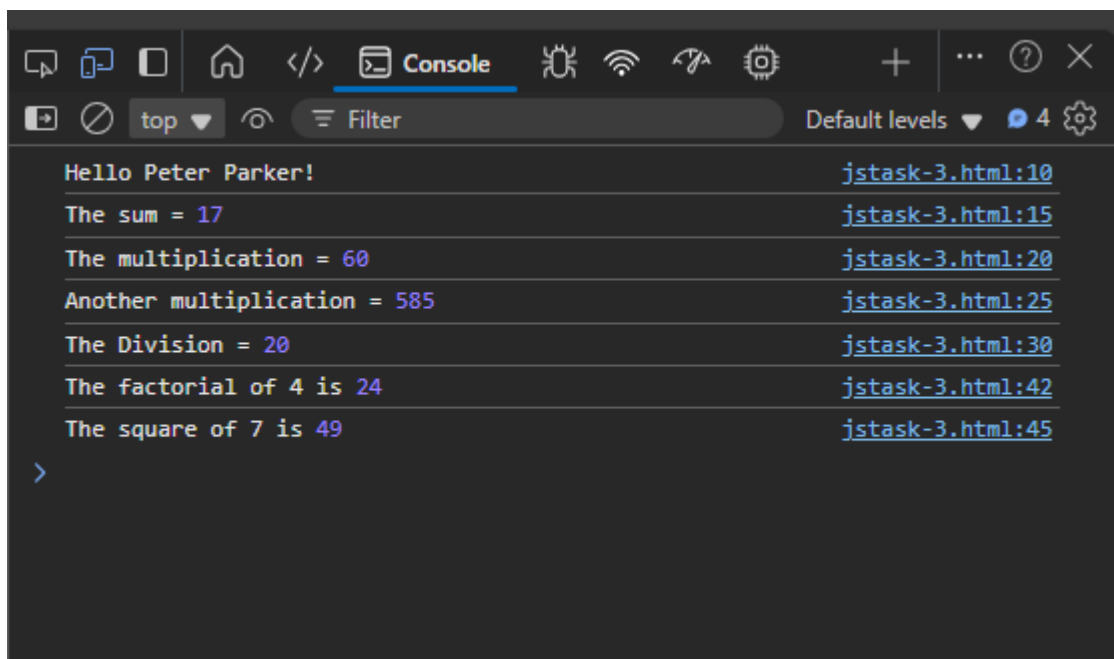 </> Console
top Filter Default levels 4
Hello Peter Parker! jstask-3.html:10
The sum = 17 jstask-3.html:15
The multiplication = 60 jstask-3.html:20
Another multiplication = 585 jstask-3.html:25
The Division = 20 jstask-3.html:30
The factorial of 4 is 24 jstask-3.html:42
The square of 7 is 49 jstask-3.html:45